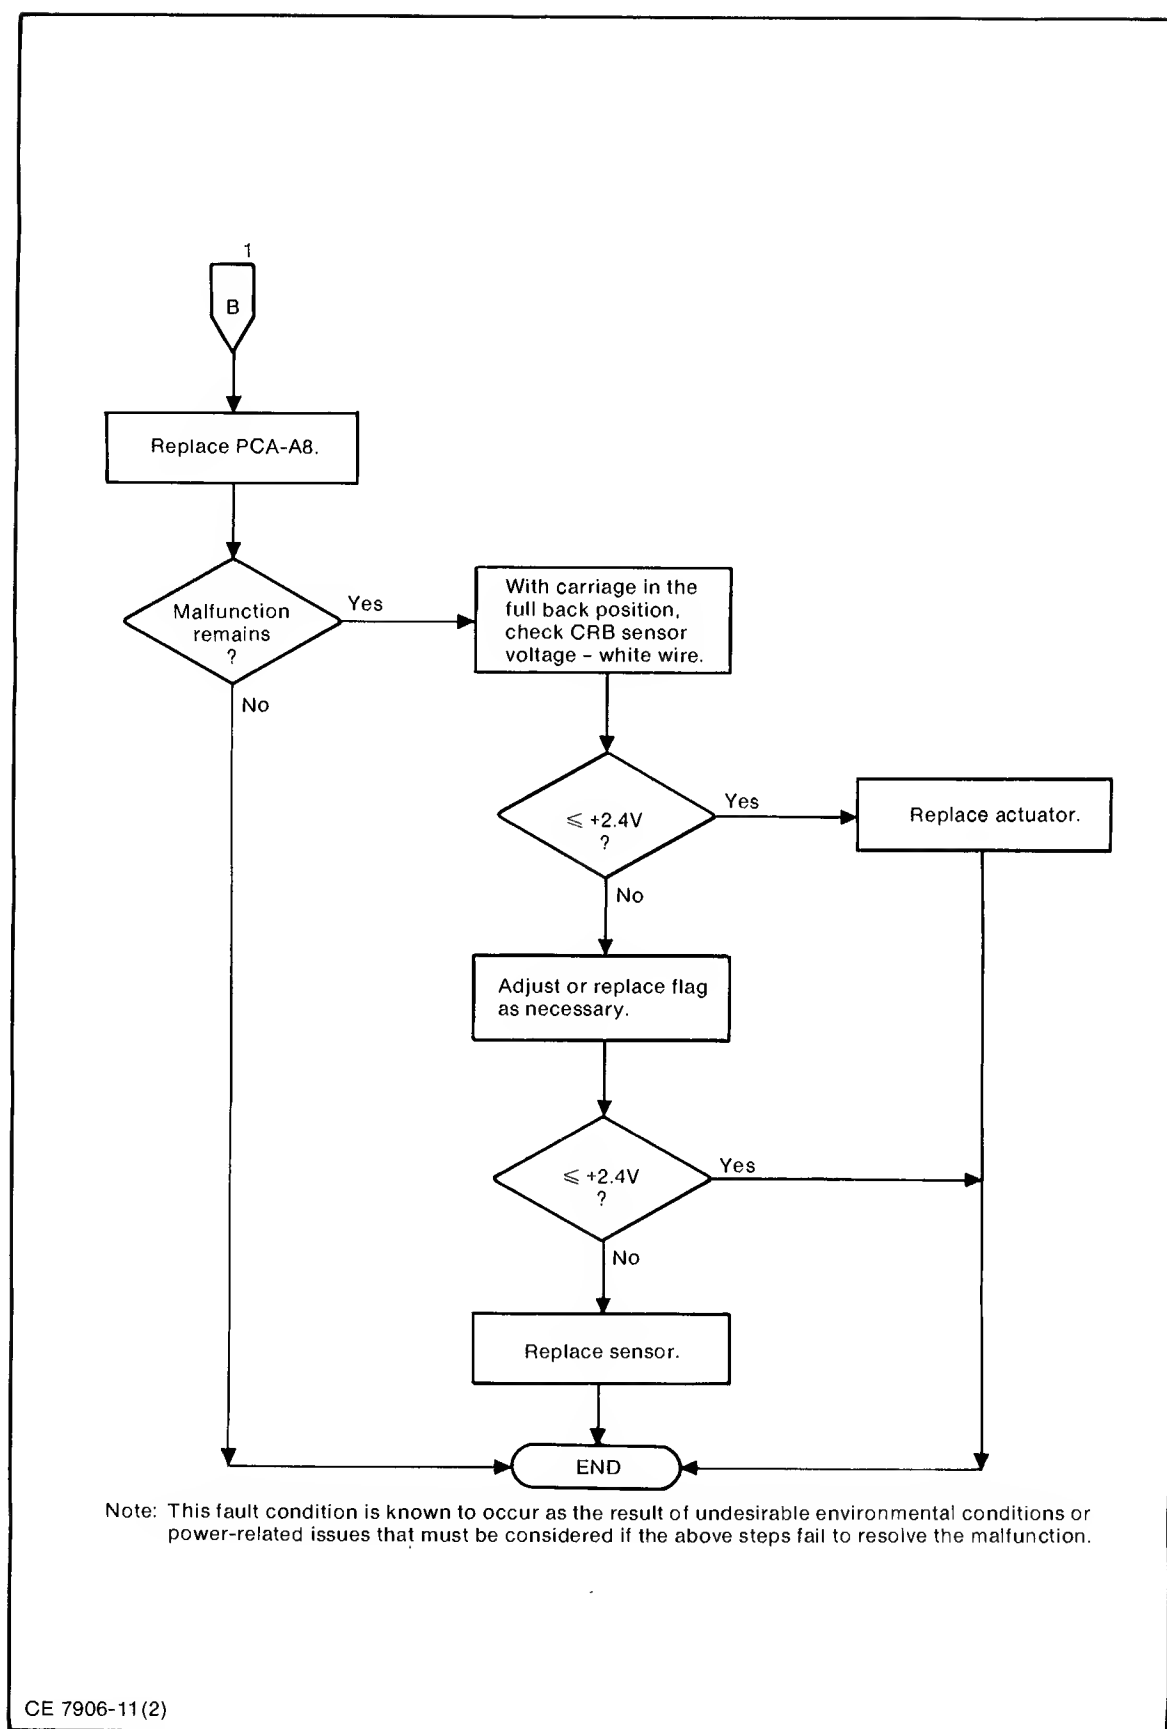 1
B
Replace PCA-A8.
Malfunction
remains
?
Yes
No
With carriage in the
full back position,
check CRB sensor
voltage – white wire.
⩽ +2.4V
?
Yes
No
Replace actuator.
Adjust or replace flag
as necessary.
⩽ +2.4V
?
Yes
No
Replace sensor.
END
Note: This fault condition is known to occur as the result of undesirable environmental conditions or
power-related issues that must be considered if the above steps fail to resolve the malfunction.
CE 7906-11(2)